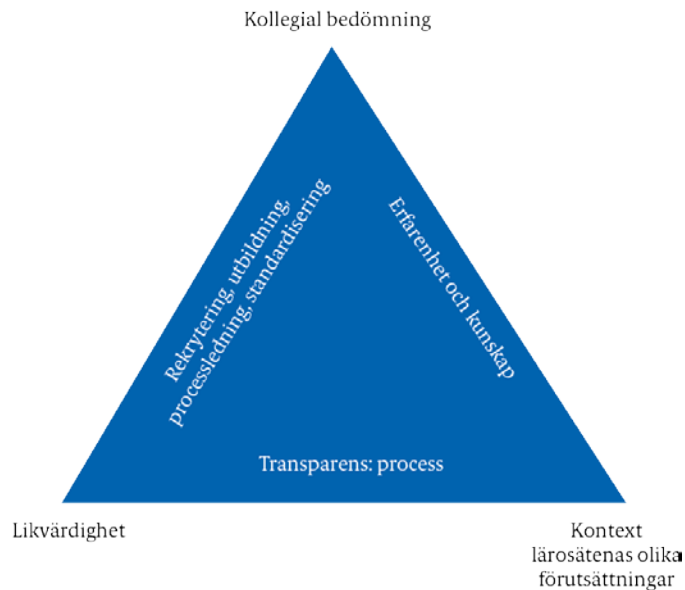 Kollegial bedömning
Rekrytering, utbildning,
processledning, standardisering
Erfarenhet och kunskap
Transparens: process
Likvärdighet
Kontext
lärosätenas olika
förutsättningar